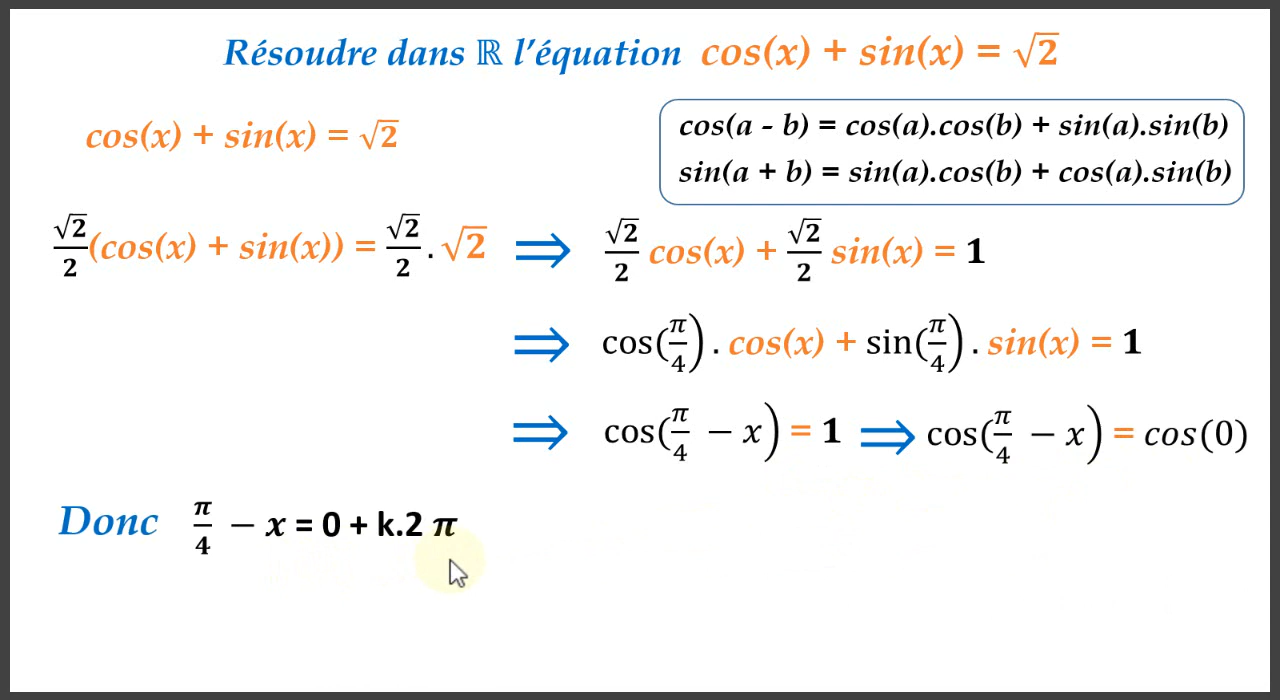 Résoudre dans ℝ l'équation cos(x) + sin(x) = √2
cos(x) + sin(x) = √2
cos(a - b) = cos(a).cos(b) + sin(a).sin(b)
sin(a + b) = sin(a).cos(b) + cos(a).sin(b)
√2/2 (cos(x) + sin(x)) = √2/2 . √2 ⟹ √2/2 cos(x) + √2/2 sin(x) = 1
⟹ cos(π/4) . cos(x) + sin(π/4) . sin(x) = 1
⟹ cos(π/4 − x) = 1 ⟹ cos(π/4 − x) = cos(0)
Donc π/4 − x = 0 + k.2 π